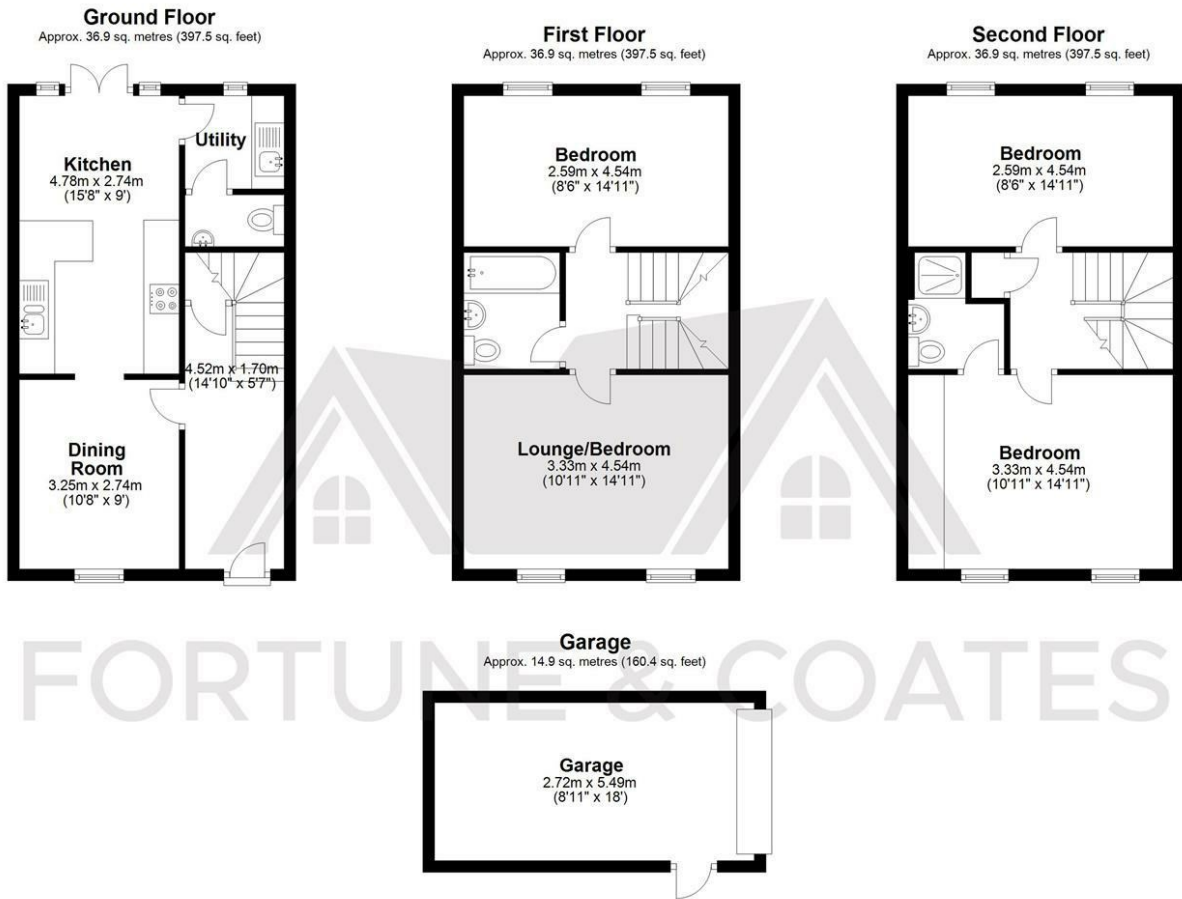 Ground Floor
Approx. 36.9 sq. metres (397.5 sq. feet)
Kitchen
4.78m x 2.74m
(15'8" x 9')
Utility
4.52m x 1.70m
(14'10" x 5'7")
Dining
Room
3.25m x 2.74m
(10'8" x 9')
First Floor
Approx. 36.9 sq. metres (397.5 sq. feet)
Bedroom
2.59m x 4.54m
(8'6" x 14'11")
Lounge/Bedroom
3.33m x 4.54m
(10'11" x 14'11")
Second Floor
Approx. 36.9 sq. metres (397.5 sq. feet)
Bedroom
2.59m x 4.54m
(8'6" x 14'11")
Bedroom
3.33m x 4.54m
(10'11" x 14'11")
FORTUNE & COATES
Garage
Approx. 14.9 sq. metres (160.4 sq. feet)
Garage
2.72m x 5.49m
(8'11" x 18')